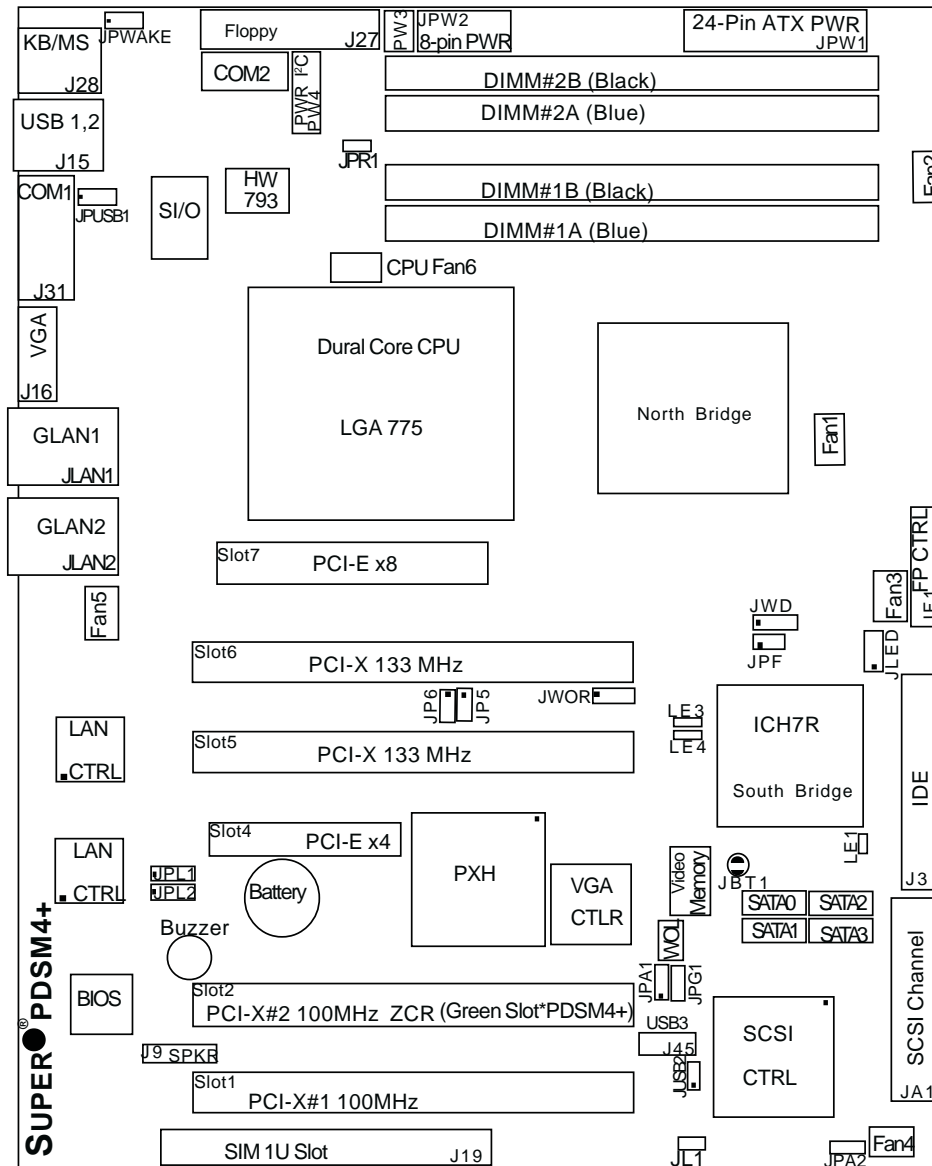 KB/MS
J28
JPWAKE
Floppy
J27
PW3
JPW2
8-pin PWR
24-Pin ATX PWR
JPW1
COM2
PWR I²C
PW4
DIMM#2B (Black)
DIMM#2A (Blue)
USB 1,2
J15
JPR1
Fan2
COM1
JPUSB1
SI/O
HW
793
DIMM#1B (Black)
DIMM#1A (Blue)
J31
CPU Fan6
VGA
J16
Dural Core CPU
LGA 775
North Bridge
Fan1
GLAN1
JLAN1
GLAN2
JLAN2
FP CTRL
Slot7
PCI-E x8
Fan5
Fan3
JF1
JWD
JPF
JLED
Slot6
PCI-X 133 MHz
JP6
JP5
JWOR
LE3
LE4
ICH7R
South Bridge
LAN
CTRL
Slot5
PCI-X 133 MHz
IDE
J3
Slot4
PCI-E x4
PXH
LE1
LAN
CTRL
JPL1
JPL2
Battery
VGA
CTLR
Video
Memory
JBT1
SATA0
SATA2
SATA1
SATA3
Buzzer
WOL
BIOS
JPA1
JPG1
SCSI Channel
JA1
Slot2
PCI-X#2 100MHz ZCR (Green Slot*PDSM4+)
USB3
J45
JUSB2
SCSI
CTRL
J9 SPKR
Slot1
PCI-X#1 100MHz
SUPER® PDSM4+
SIM 1U Slot
J19
JL1
JPA2
Fan4